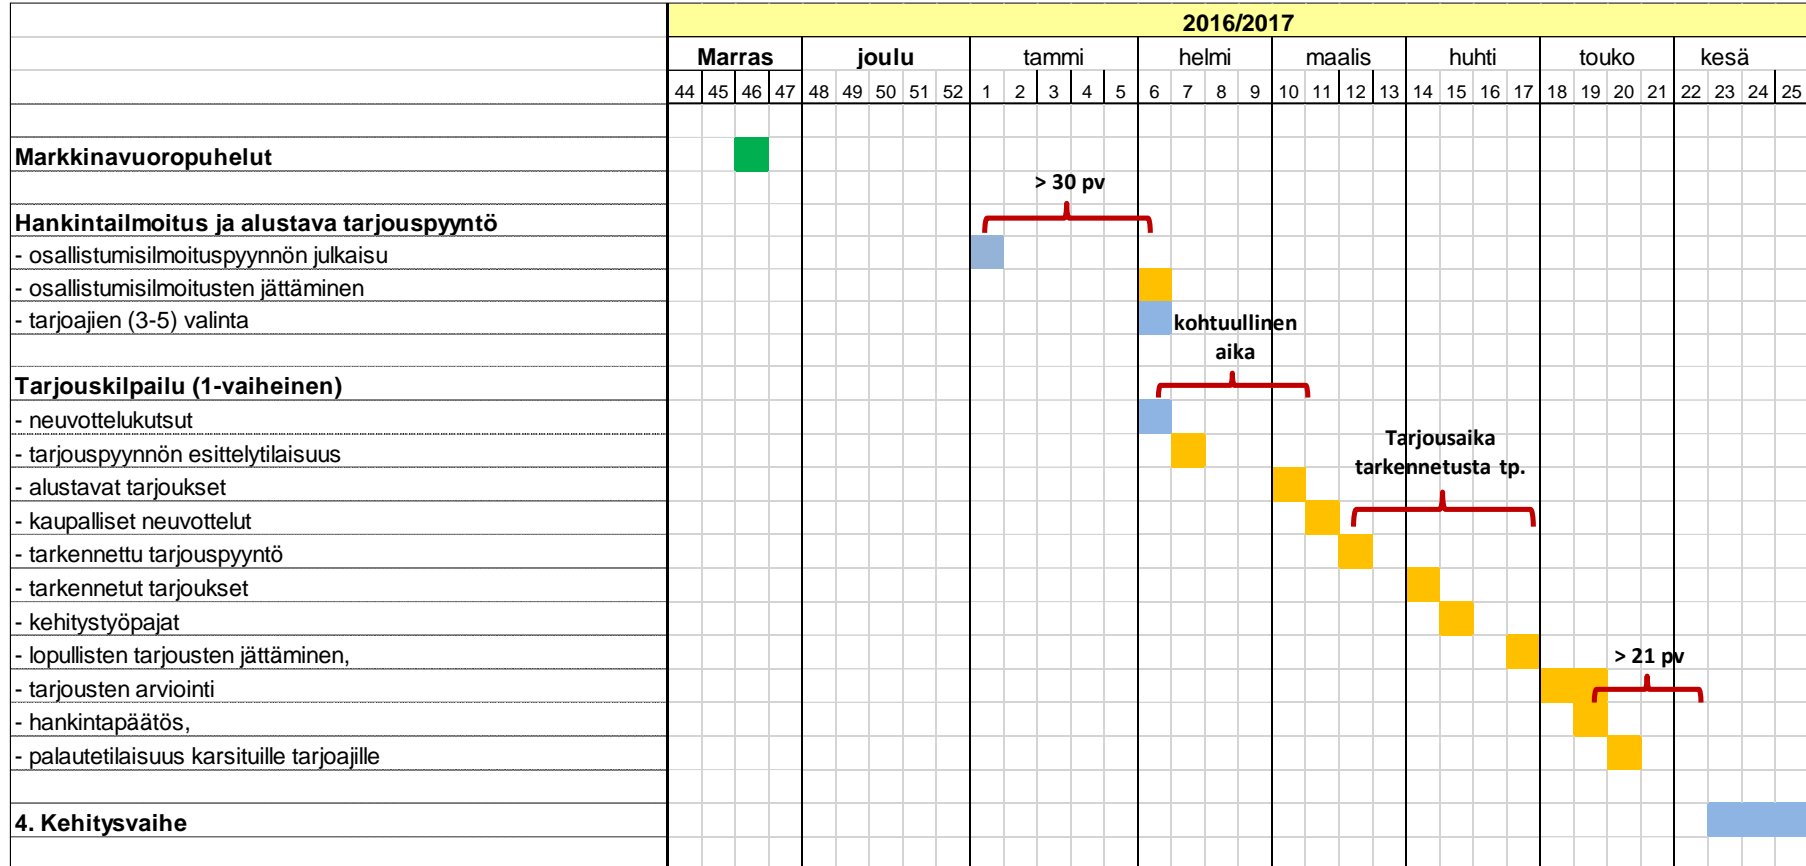 2016/2017
Marras joulu tammi helmi maalis huhti touko kesä
44 45 46 47 48 49 50 51 52 1 2 3 4 5 6 7 8 9 10 11 12 13 14 15 16 17 18 19 20 21 22 23 24 25
Markkinavuoropuhelut
> 30 pv
Hankintailmoitus ja alustava tarjouspyyntö
- osallistumisilmoituspyynnön julkaisu
- osallistumisilmoitusten jättäminen
- tarjoajien (3-5) valinta
kohtuullinen
aika
Tarjouskilpailu (1-vaiheinen)
- neuvottelukutsut
- tarjouspyynnön esittelytilaisuus
Tarjousaika
tarkennetusta tp.
- alustavat tarjoukset
- kaupalliset neuvottelut
- tarkennettu tarjouspyyntö
- tarkennetut tarjoukset
- kehitystyöpajat
- lopullisten tarjousten jättäminen,
> 21 pv
- tarjousten arviointi
- hankintapäätös,
- palautetilaisuus karsituille tarjoajille
4. Kehitysvaihe